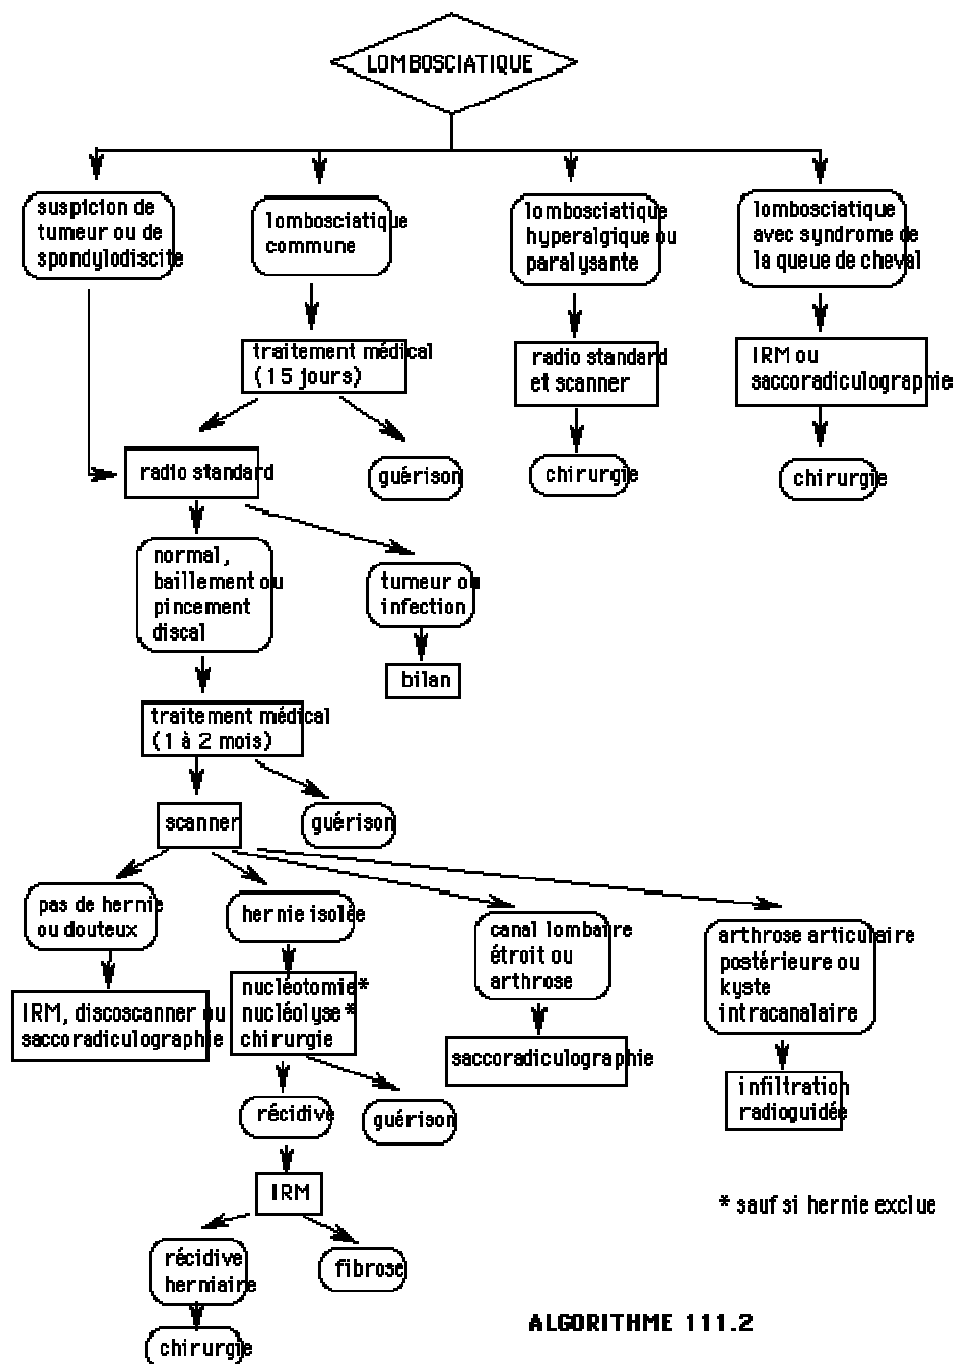 LOMBOSCIATIQUE
suspicion de
tumeur ou de
spondylodiscite
lombosciatique
commune
lombosciatique
hyperalgique ou
paralysante
lombosciatique
avec syndrome de
la queue de cheval
traitement médical
(15 jours)
radio standard
et scanner
IRM ou
saccoradiculographie
radio standard
guérison
chirurgie
chirurgie
normal,
baillement ou
pincement
discal
tumeur ou
infection
bilan
traitement médical
(1 à 2 mois)
scanner
guérison
pas de hernie
ou douteux
hernie isolée
canal lombaire
étroit ou
arthrose
arthrose articulaire
postérieure ou
kyste
intracanalaire
IRM, discoscanner ou
saccoradiculographie
nucléotomie*
nucléolyse*
chirurgie
saccoradiculographie
infiltration
radioguidée
récidive
guérison
IRM
* sauf si hernie exclue
récidive
herniaire
fibrose
chirurgie
ALGORITHME 111.2